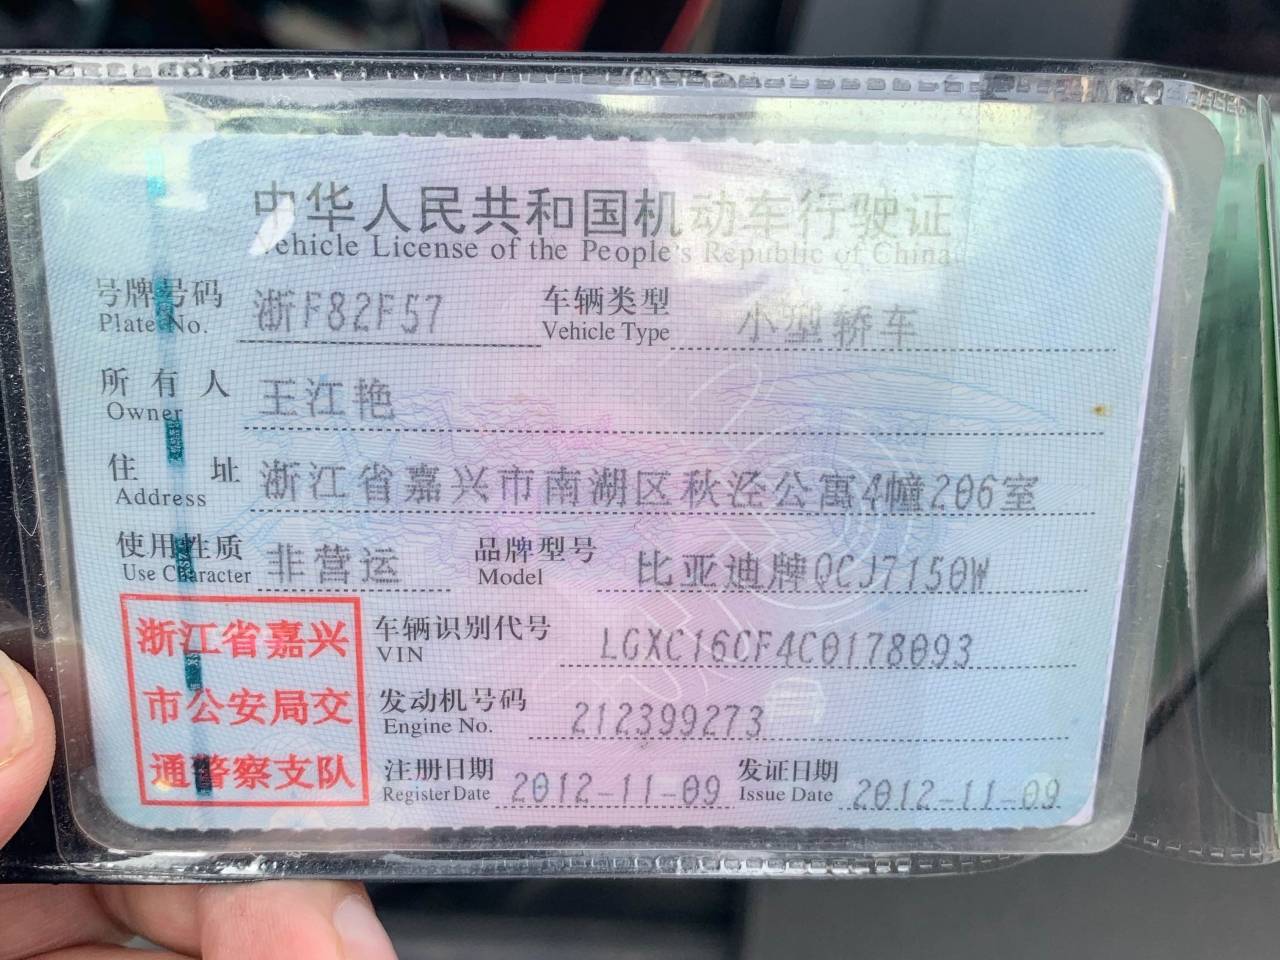 中华人民共和国机动车行驶证
Vehicle License of the People's Republic of China
号牌号码 浙F82F57 车辆类型 小型轿车
Plate No. Vehicle Type
所有人 王江艳
Owner
住址 浙江省嘉兴市南湖区秋泾公寓4幢206室
Address
使用性质 非营运 品牌型号 比亚迪牌QCJ7150W
Use Character Model
浙江省嘉兴
市公安局交
通警察支队
车辆识别代号 LGXC16CF4C0178093
VIN
发动机号码 212399273
Engine No.
注册日期 2012-11-09 发证日期 2012-11-09
Register Date Issue Date